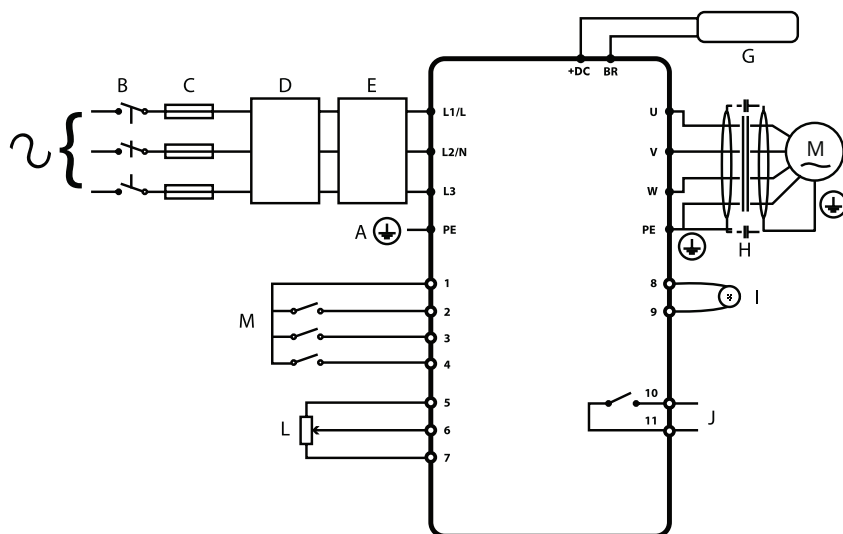 G
+DC BR
B C D E
L1/L U
L2/N V M
L3 W
A PE PE
H
1 8
M 2 9 I
3
4
5 10
L 6 11 J
7